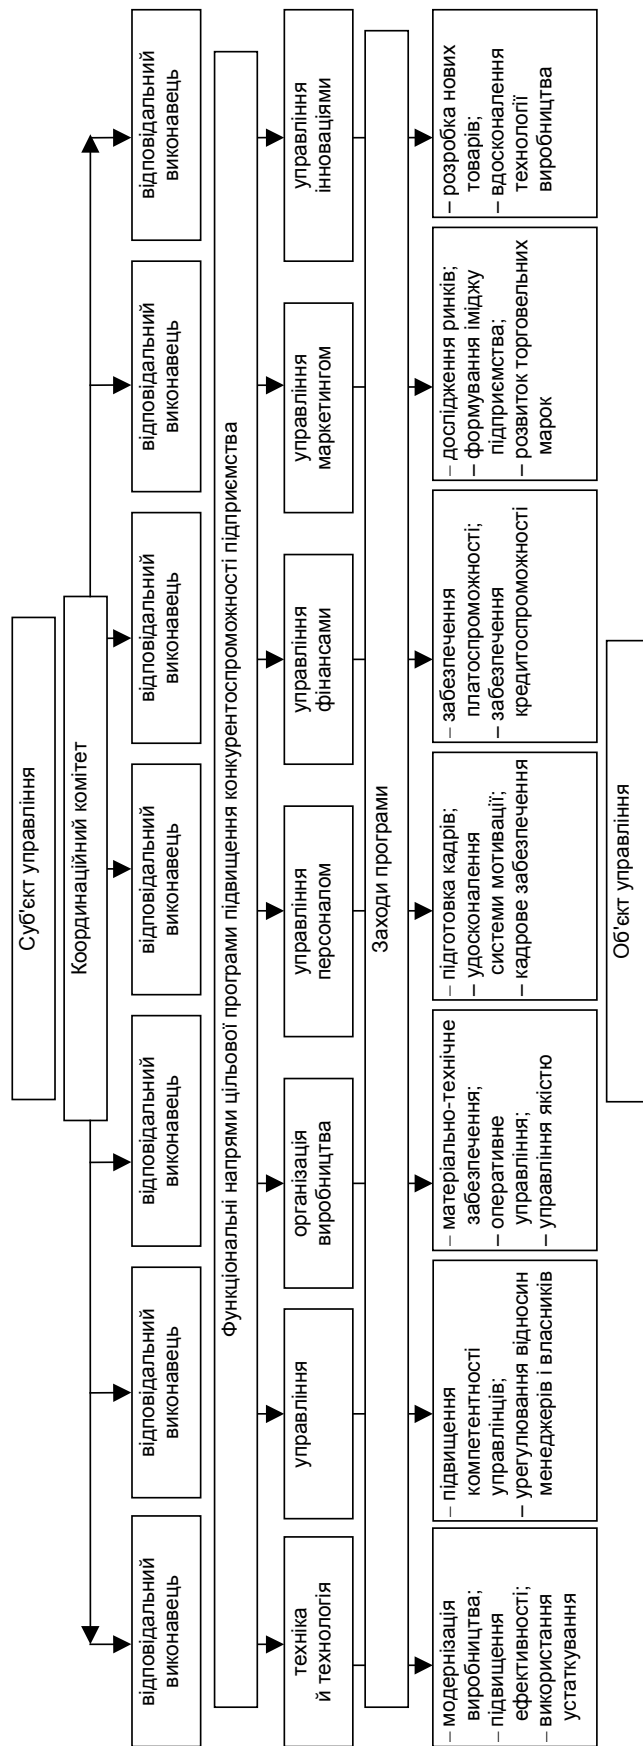 Суб'єкт управління
Координаційний комітет
відповідальний
виконавець
відповідальний
виконавець
відповідальний
виконавець
відповідальний
виконавець
відповідальний
виконавець
відповідальний
виконавець
відповідальний
виконавець
Функціональні напрями цільової програми підвищення конкурентоспроможності підприємства
техніка
й технологія
управління
організація
виробництва
управління
персоналом
управління
фінансами
управління
маркетингом
управління
інноваціями
Заходи програми
– модернізація
виробництва;
– підвищення
ефективності;
– використання
устаткування
– підвищення
компетентності
управлінців;
– урегулювання відносин
менеджерів і власників
– матеріально-технічне
забезпечення;
– оперативне
управління;
– управління якістю
– підготовка кадрів;
– удосконалення
системи мотивації;
– кадрове забезпечення
– забезпечення
платоспроможності;
– забезпечення
кредитоспроможності
– дослідження ринків;
– формування іміджу
підприємства;
– розвиток торговельних
марок
– розробка нових
товарів;
– вдосконалення
технології
виробництва
Об'єкт управління